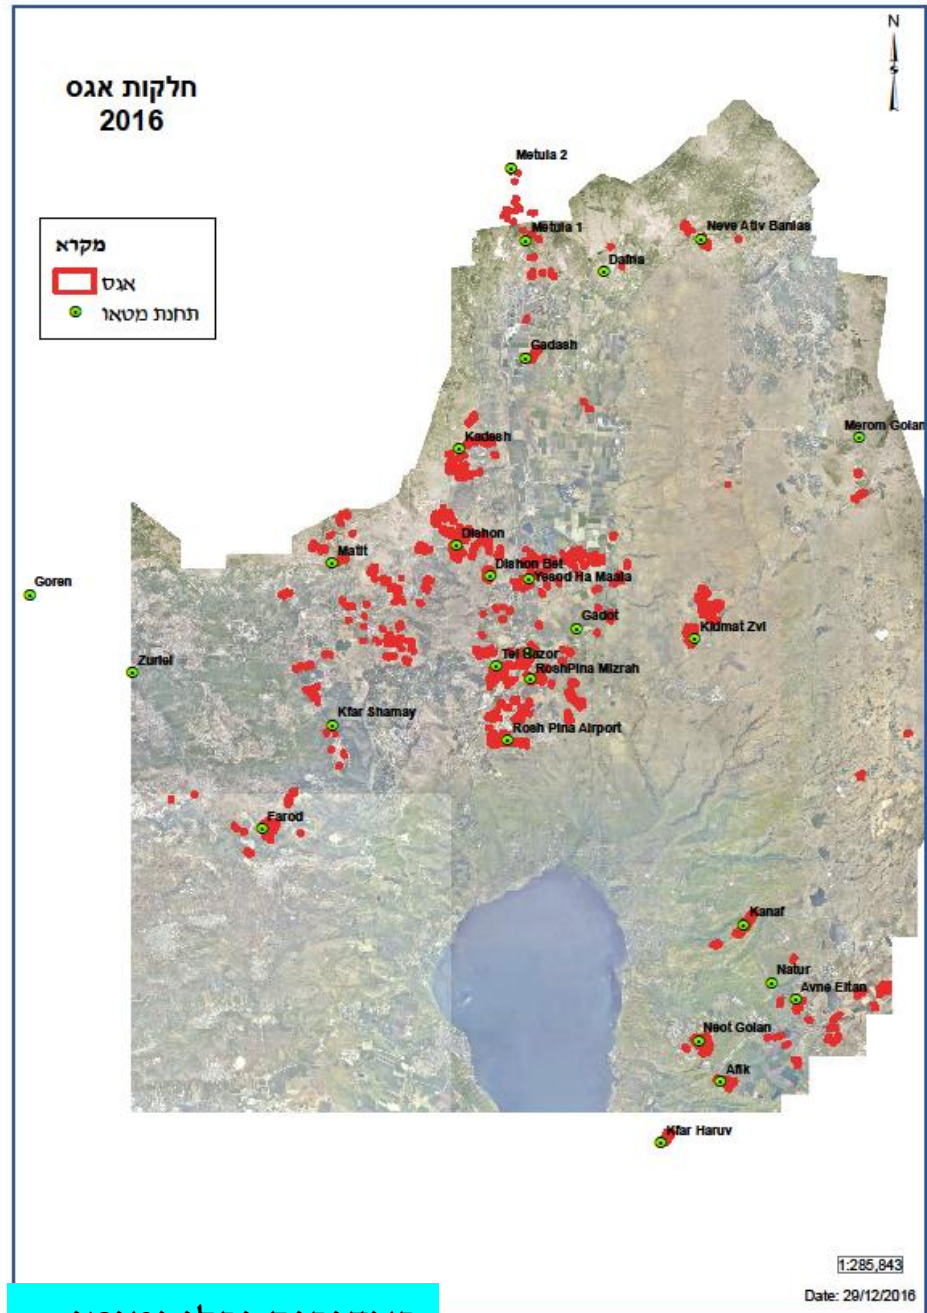 N
חלקות אגס
2016
Metula 2
מקרא
אגס
תחנת מטאו
Metula 1
Neve Ativ Banias
Dafna
Gadash
Kadesh
Merom Golan
Dishon
Matit
Dishon Bet
Yesod Ha Maala
Goren
Gadot
Kidmat Zvi
Tel Hazor
Zuriel
RoshPina Mizrah
Kfar Shamay
Rosh Pina Airport
Farod
Kanaf
Natur
Avne Eitan
Neot Golan
Afik
Kfar Haruv
1:285,843
Date: 29/12/2016